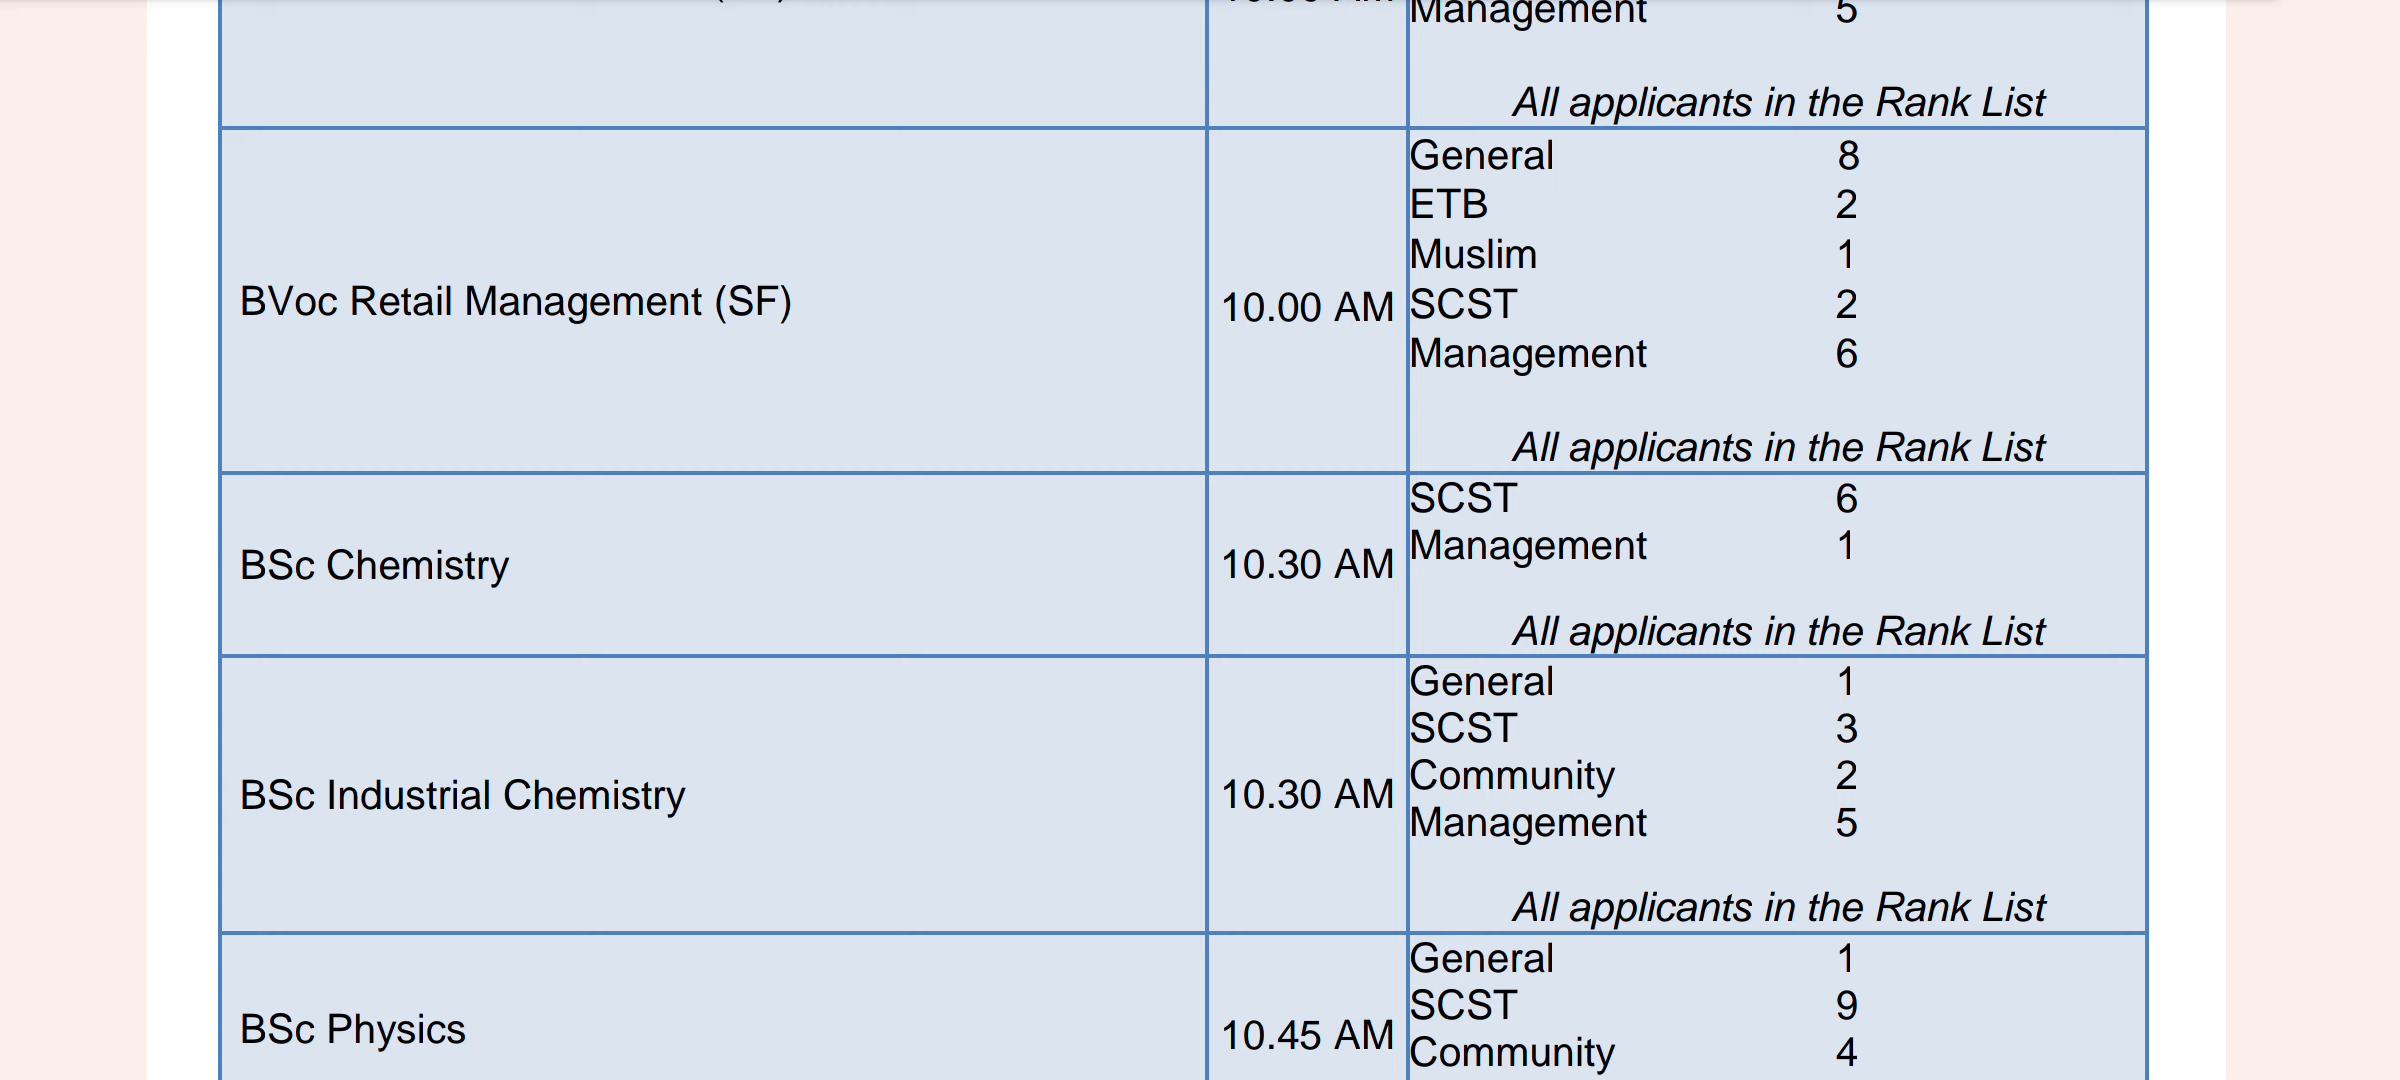 Management 5
All applicants in the Rank List
BVoc Retail Management (SF)
10.00 AM
General 8
ETB 2
Muslim 1
SCST 2
Management 6
All applicants in the Rank List
BSc Chemistry
10.30 AM
SCST 6
Management 1
All applicants in the Rank List
BSc Industrial Chemistry
10.30 AM
General 1
SCST 3
Community 2
Management 5
All applicants in the Rank List
BSc Physics
10.45 AM
General 1
SCST 9
Community 4